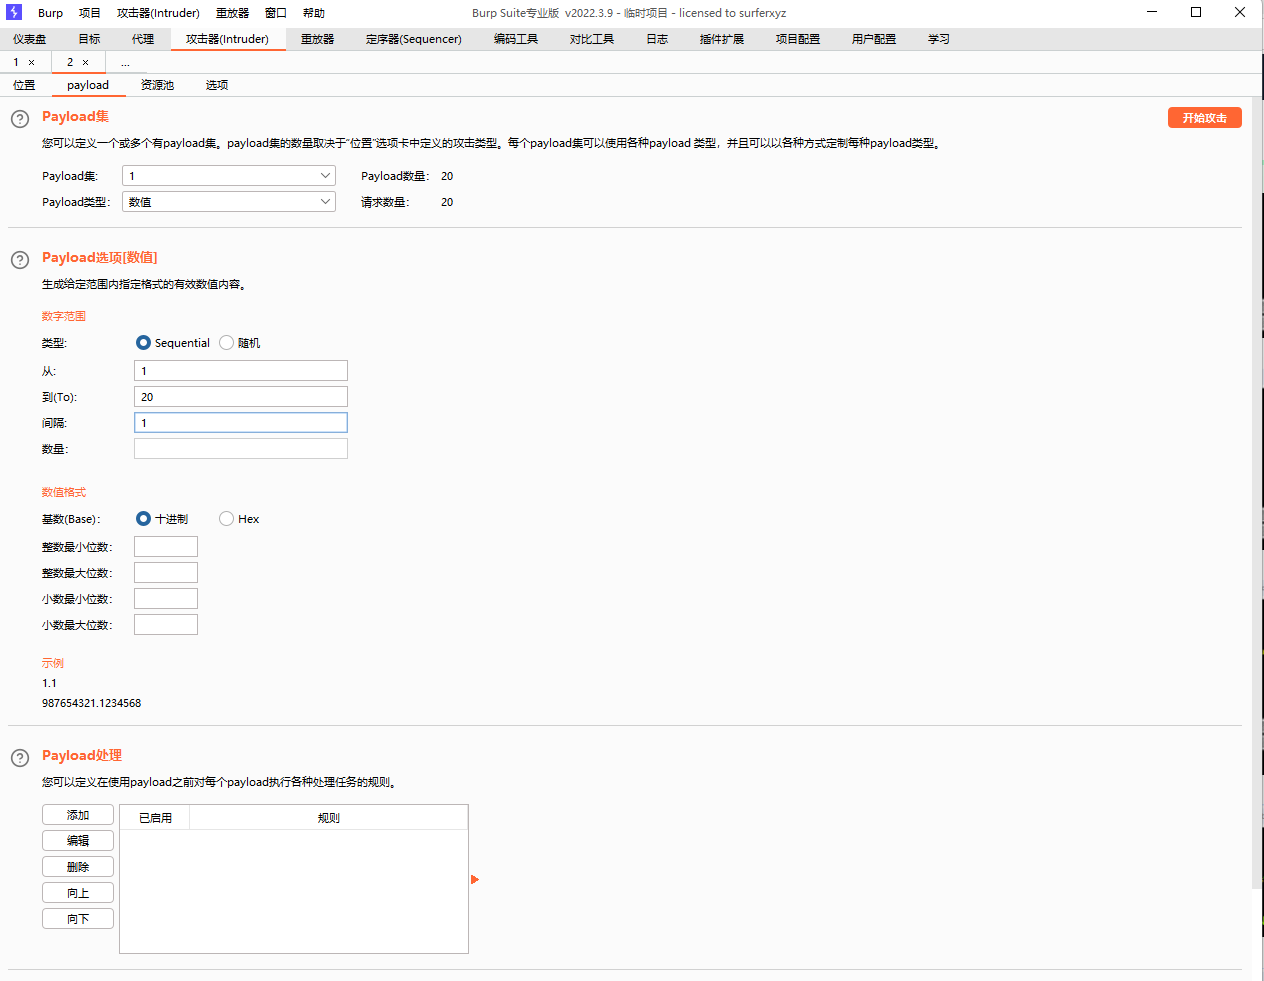 Burp 项目 攻击器(Intruder) 重放器 窗口 帮助 Burp Suite专业版 v2022.3.9 - 临时项目 - licensed to surferxyz
仪表盘 目标 代理 攻击器(Intruder) 重放器 定序器(Sequencer) 编码工具 对比工具 日志 插件扩展 项目配置 用户配置 学习
1 × 2 × ...
位置 payload 资源池 选项
Payload集 开始攻击
您可以定义一个或多个有payload集。payload集的数量取决于“位置”选项卡中定义的攻击类型。每个payload集可以使用各种payload 类型，并且可以以各种方式定制每种payload类型。
Payload集: 1 Payload数量: 20
Payload类型: 数值 请求数量: 20
Payload选项[数值]
生成给定范围内指定格式的有效数值内容。
数字范围
类型: Sequential 随机
从: 1
到(To): 20
间隔: 1
数量:
数值格式
基数(Base): 十进制 Hex
整数最小位数:
整数最大位数:
小数最小位数:
小数最大位数:
示例
1.1
987654321.1234568
Payload处理
您可以定义在使用payload之前对每个payload执行各种处理任务的规则。
添加 已启用 规则
编辑
删除
向上
向下